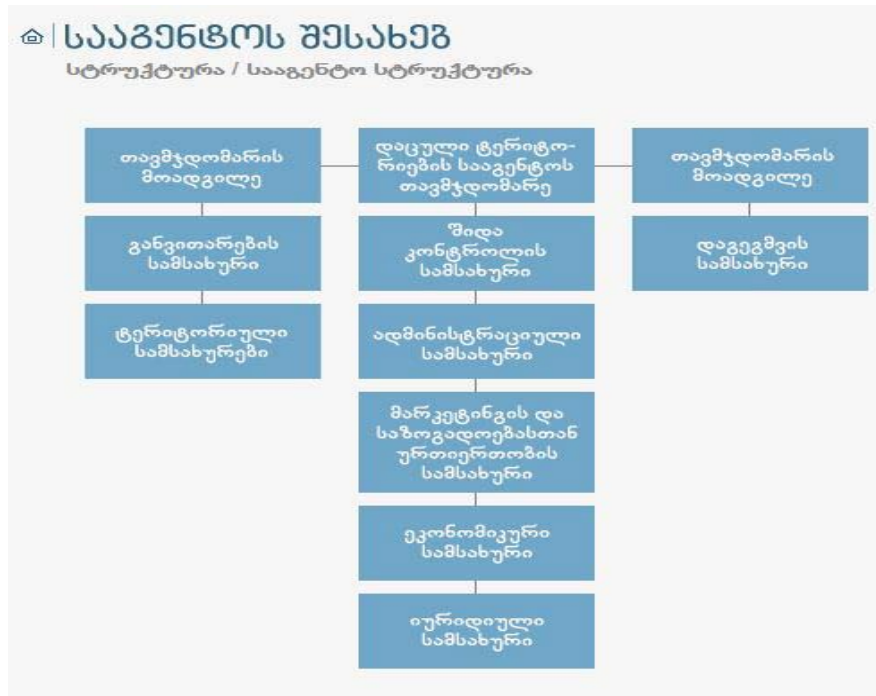 სააგენტოს შესახებ
სტრუქტურა / სააგენტო სტრუქტურა
თავმჯდომარის
მოადგილე
დაცული ტერიტო-
რიების სააგენტოს
თავმჯდომარე
თავმჯდომარის
მოადგილე
განვითარების
სამსახური
შიდა
კონტროლის
სამსახური
დაგეგმვის
სამსახური
ტერიტორიული
სამსახურები
ადმინისტრაციული
სამსახური
მარკეტინგის და
საზოგადოებასთან
ურთიერთობის
სამსახური
ეკონომიკური
სამსახური
იურიდიული
სამსახური